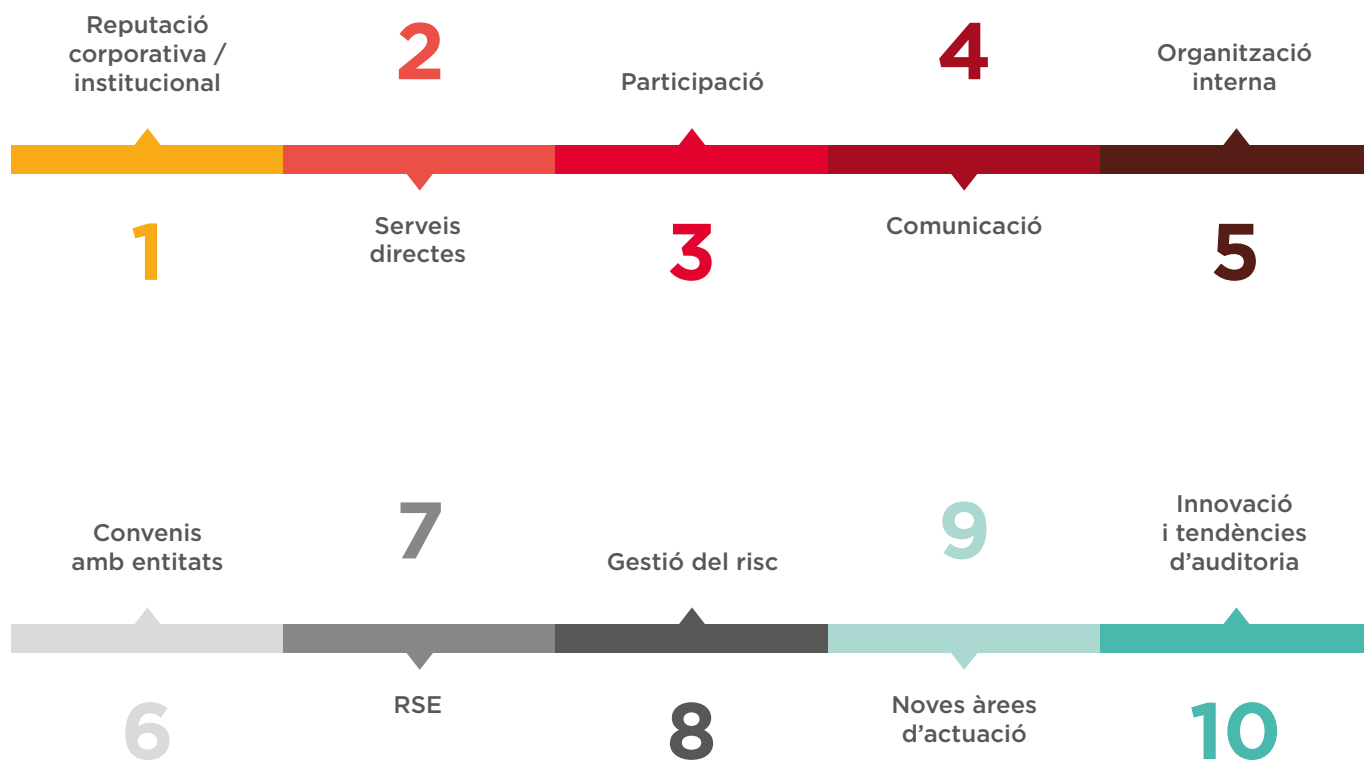 Reputació
corporativa /
institucional
1
2
Serveis
directes
Participació
3
4
Comunicació
Organització
interna
5
Convenis
amb entitats
6
7
RSE
Gestió del risc
8
9
Noves àrees
d'actuació
Innovació
i tendències
d'auditoria
10